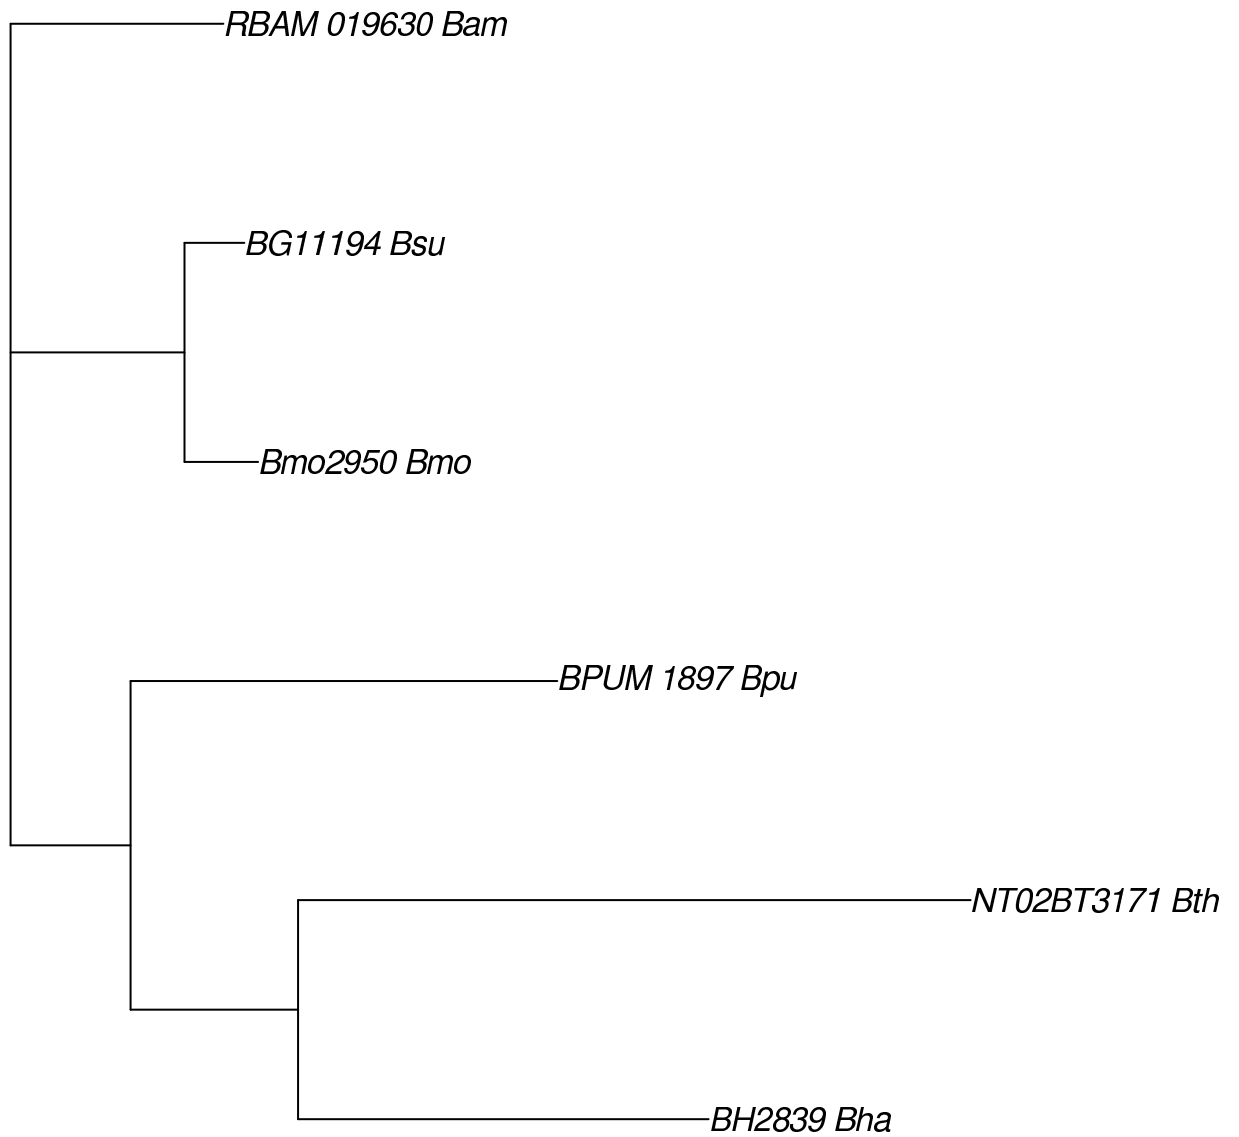 RBAM 019630 Bam
BG11194 Bsu
Bmo2950 Bmo
BPUM 1897 Bpu
NT02BT3171 Bth
BH2839 Bha